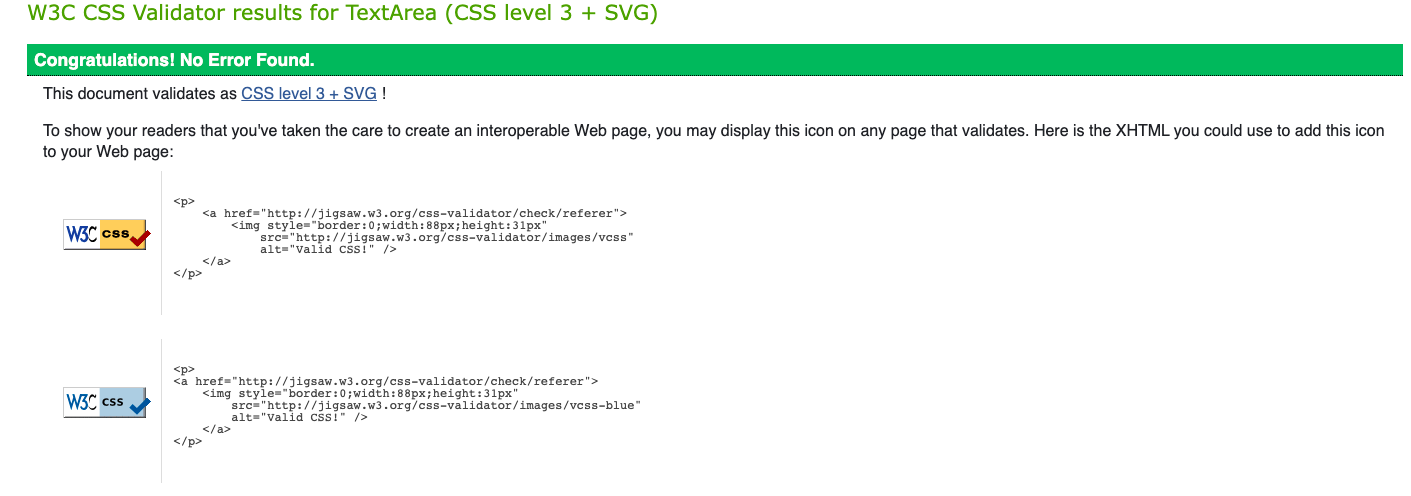 W3C CSS Validator results for TextArea (CSS level 3 + SVG)
Congratulations! No Error Found.
This document validates as CSS level 3 + SVG !
To show your readers that you've taken the care to create an interoperable Web page, you may display this icon on any page that validates. Here is the XHTML you could use to add this icon
to your Web page:
W3C css
<p>
    <a href="http://jigsaw.w3.org/css-validator/check/referer">
        <img style="border:0;width:88px;height:31px"
            src="http://jigsaw.w3.org/css-validator/images/vcss"
            alt="Valid CSS!" />
    </a>
</p>
W3C css
<p>
<a href="http://jigsaw.w3.org/css-validator/check/referer">
    <img style="border:0;width:88px;height:31px"
        src="http://jigsaw.w3.org/css-validator/images/vcss-blue"
        alt="Valid CSS!" />
    </a>
</p>